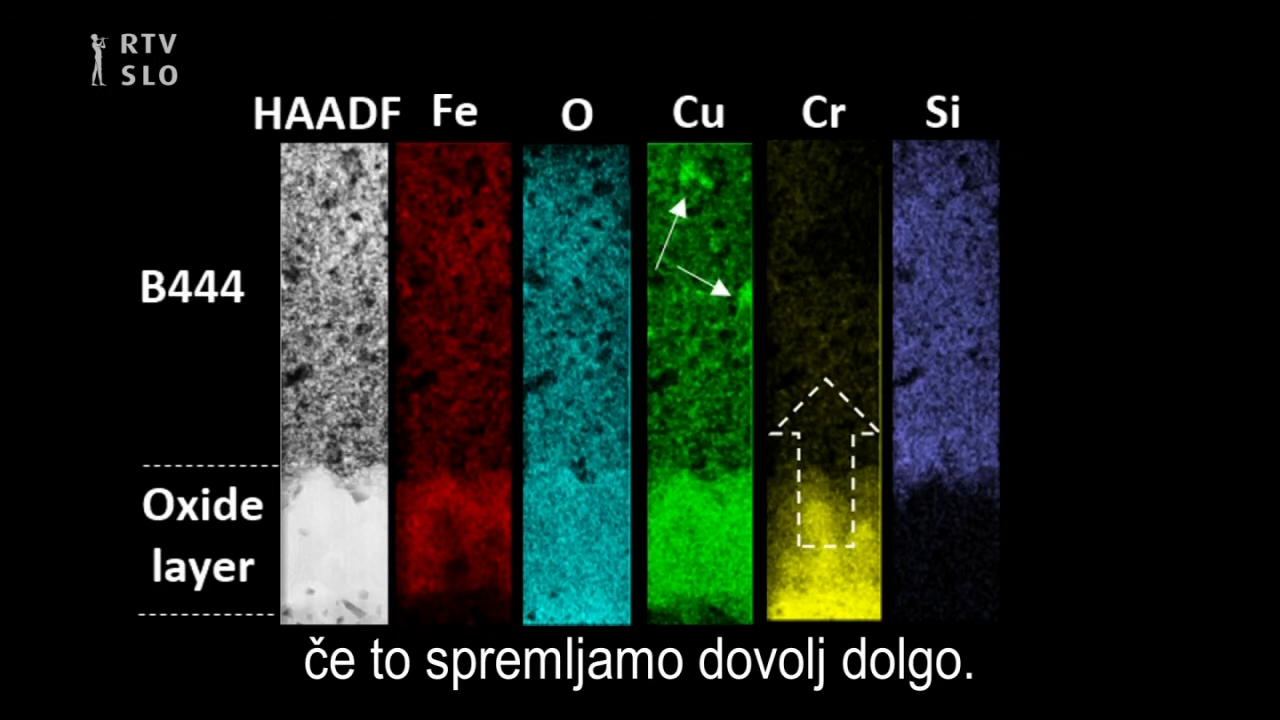 RTV
SLO
HAADF Fe O Cu Cr Si
B444
Oxide
layer
če to spremljamo dovolj dolgo.